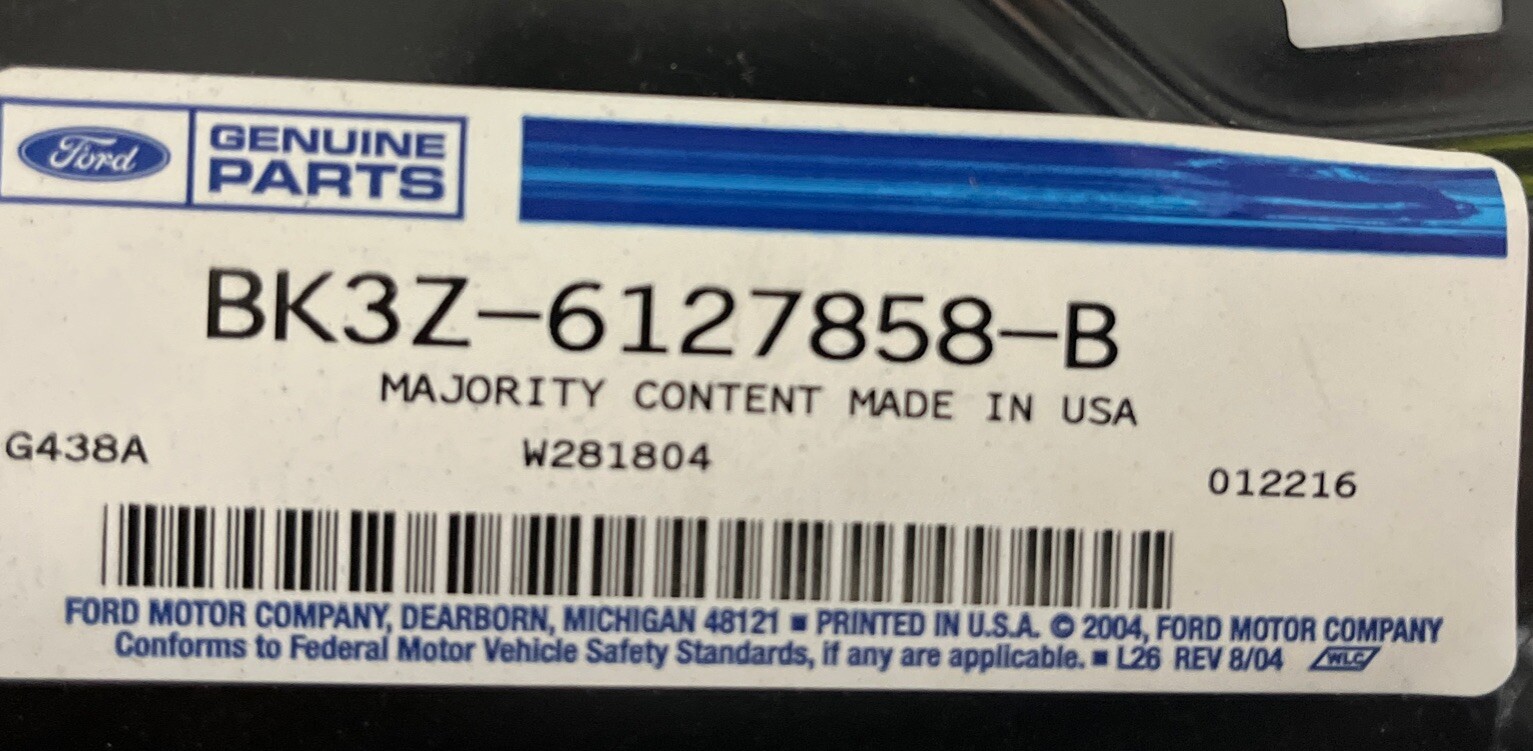 Ford GENUINE
PARTS
BK3Z-6127858-B
MAJORITY CONTENT MADE IN USA
G438A W281804 012216
FORD MOTOR COMPANY, DEARBORN, MICHIGAN 48121 ■ PRINTED IN U.S.A. © 2004, FORD MOTOR COMPANY
Conforms to Federal Motor Vehicle Safety Standards, if any are applicable. ■ L26 REV 8/04 WLC